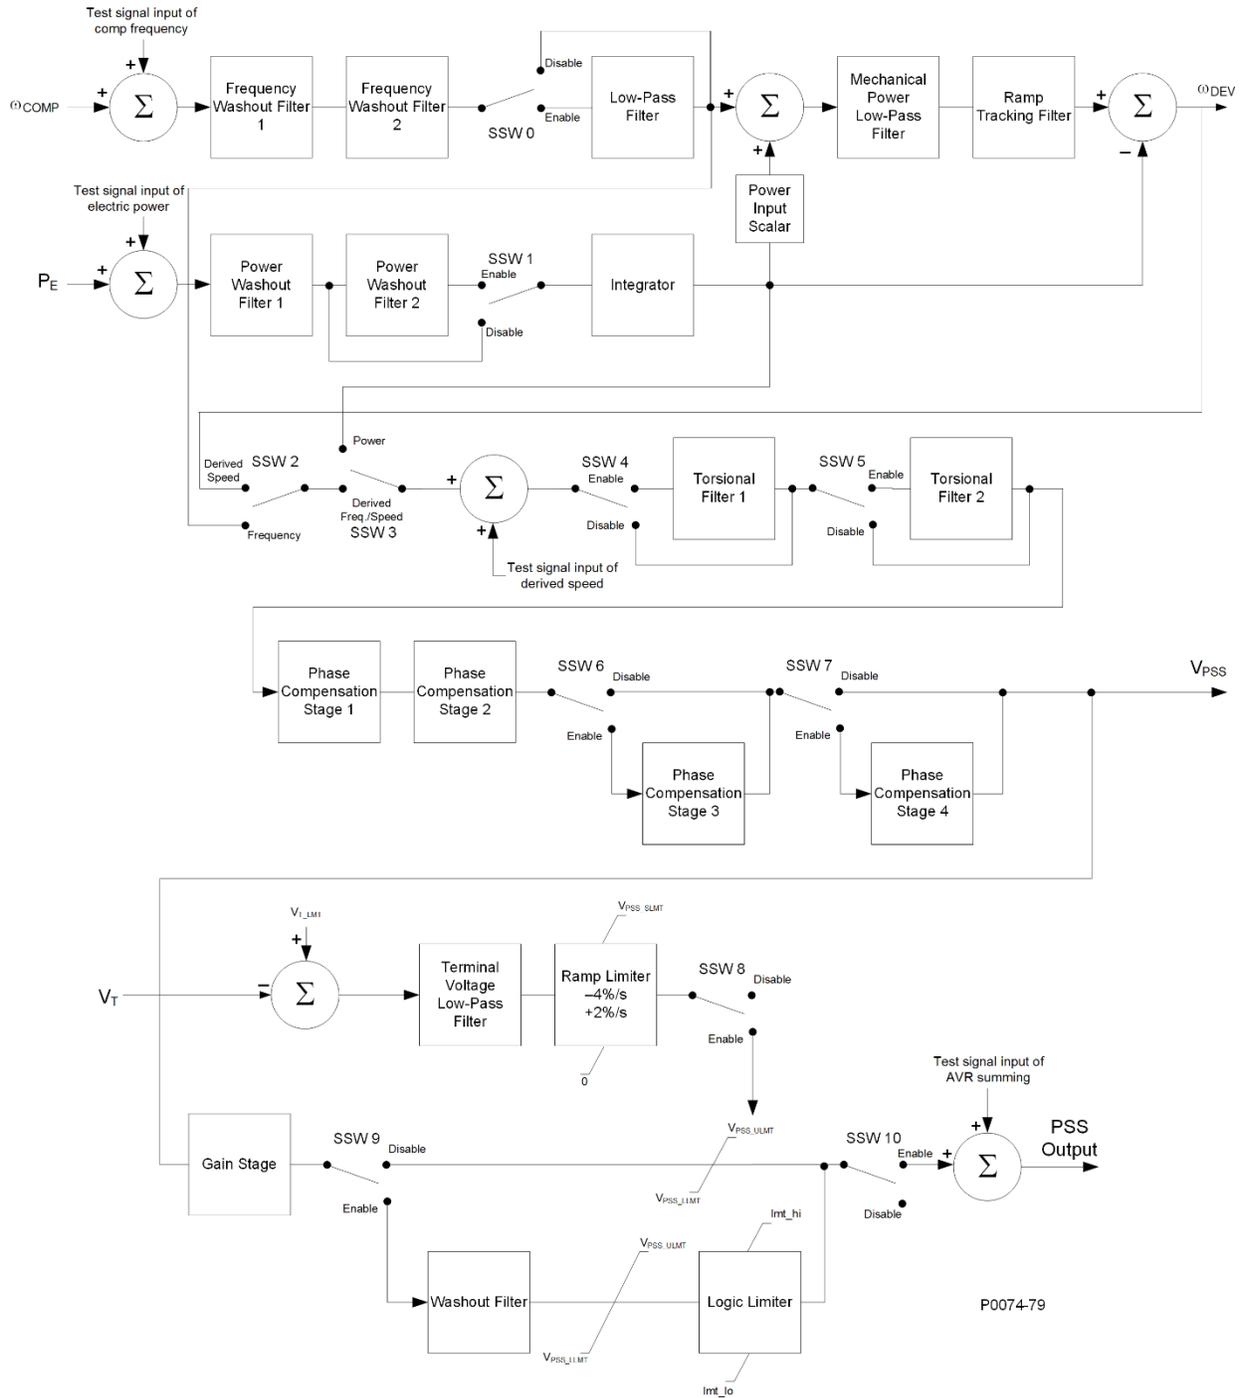 Test signal input of
comp frequency
+
+
ωCOMP
Σ
Frequency
Washout Filter
1
Frequency
Washout Filter
2
Disable
Enable
SSW 0
Low-Pass
Filter
+
+
Σ
Mechanical
Power
Low-Pass
Filter
Ramp
Tracking Filter
+
–
Σ
ωDEV
Power
Input
Scalar
Test signal input of
electric power
+
+
PE
Σ
Power
Washout
Filter 1
Power
Washout
Filter 2
SSW 1
Enable
Disable
Integrator
Derived
Speed
SSW 2
Frequency
Power
Derived
Freq./Speed
SSW 3
+
+
Σ
Test signal input of
derived speed
SSW 4
Enable
Disable
Torsional
Filter 1
SSW 5
Enable
Disable
Torsional
Filter 2
Phase
Compensation
Stage 1
Phase
Compensation
Stage 2
SSW 6
Disable
Enable
Phase
Compensation
Stage 3
SSW 7
Disable
Enable
Phase
Compensation
Stage 4
VPSS
VT_LMT
+
–
VT
Σ
Terminal
Voltage
Low-Pass
Filter
VPSS_SLMT
Ramp Limiter
–4%/s
+2%/s
0
SSW 8
Disable
Enable
Gain Stage
SSW 9
Disable
Enable
VPSS_ULMT
VPSS_LLMT
SSW 10
Enable
Disable
Test signal input of
AVR summing
+
+
Σ
PSS
Output
Washout Filter
VPSS_ULMT
VPSS_LLMT
lmt_hi
Logic Limiter
lmt_lo
P0074-79